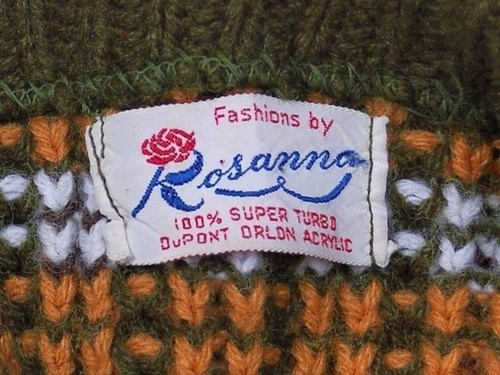 Fashions by
Rosanna
100% SUPER TURBO
DuPONT ORLON ACRYLIC